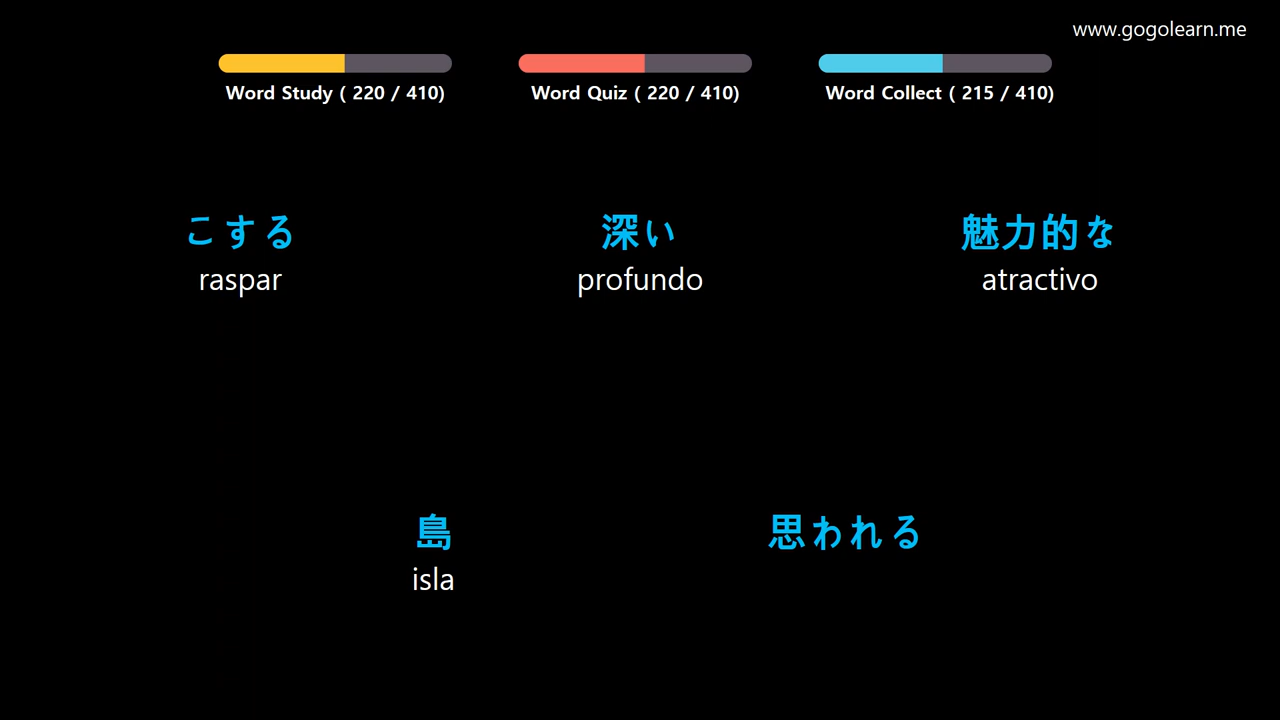 www.gogolearn.me
Word Study ( 220 / 410)
Word Quiz ( 220 / 410)
Word Collect ( 215 / 410)
こする
raspar
深い
profundo
魅力的な
atractivo
島
isla
思われる